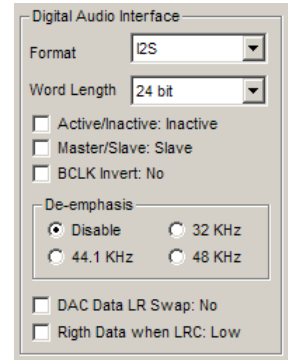 Digital Audio Interface
Format I2S
Word Length 24 bit
Active/Inactive: Inactive
Master/Slave: Slave
BCLK Invert: No
De-emphasis
Disable 32 KHz
44.1 KHz 48 KHz
DAC Data LR Swap: No
Rigth Data when LRC: Low